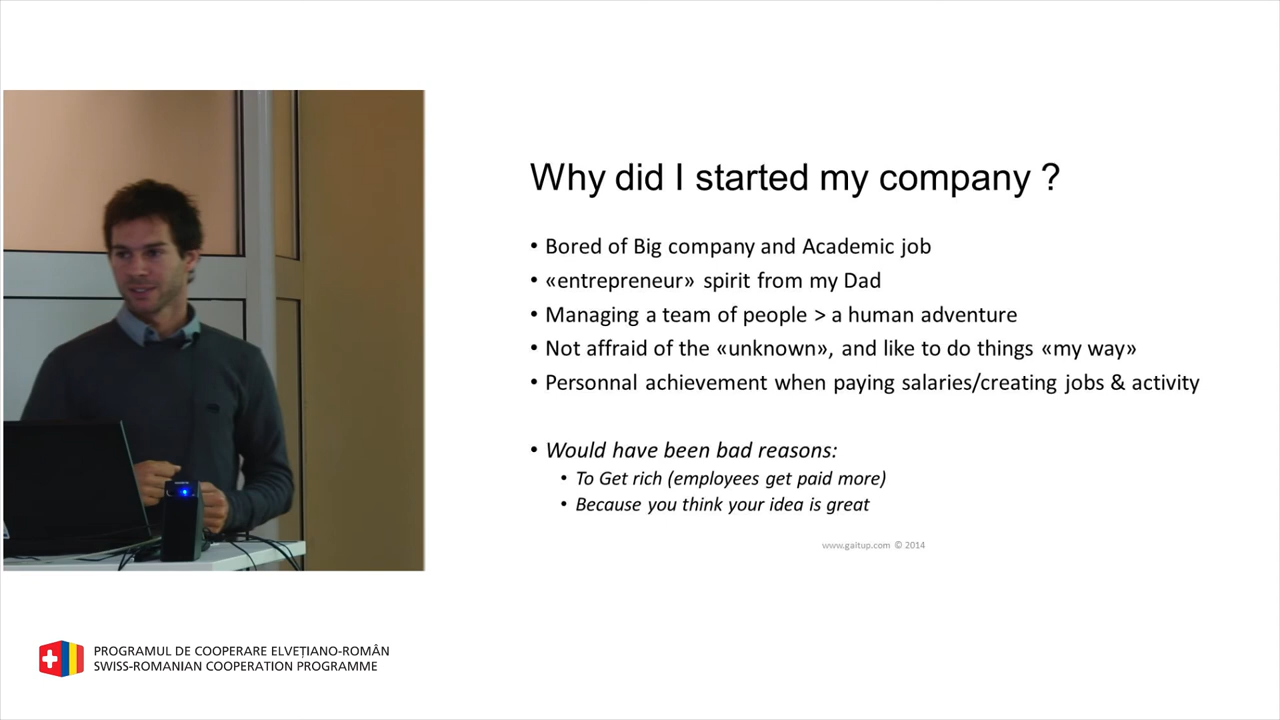 Why did I started my company ?
• Bored of Big company and Academic job
• «entrepreneur» spirit from my Dad
• Managing a team of people > a human adventure
• Not affraid of the «unknown», and like to do things «my way»
• Personnal achievement when paying salaries/creating jobs & activity
• Would have been bad reasons:
• To Get rich (employees get paid more)
• Because you think your idea is great
www.gaitup.com © 2014
PROGRAMUL DE COOPERARE ELVEȚIANO-ROMÂN
SWISS-ROMANIAN COOPERATION PROGRAMME